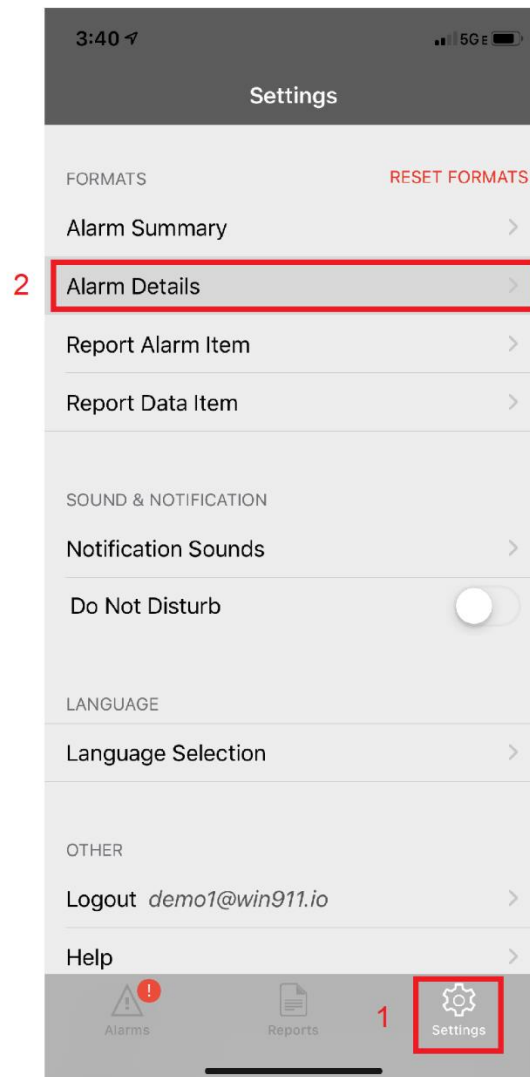 3:40 5GE
Settings
FORMATS RESET FORMATS
Alarm Summary
2 Alarm Details
Report Alarm Item
Report Data Item
SOUND & NOTIFICATION
Notification Sounds
Do Not Disturb
LANGUAGE
Language Selection
OTHER
Logout demo1@win911.io
Help
!
1
Alarms Reports Settings